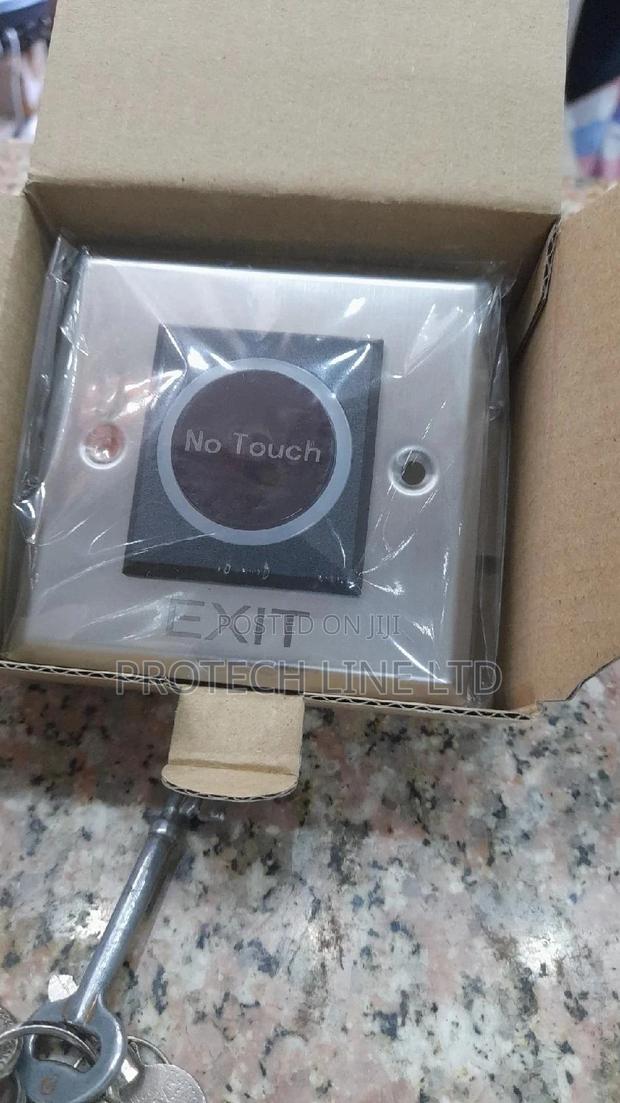 No Touch
EXIT
POSTED ON JIJI
PROTECH LINE LTD